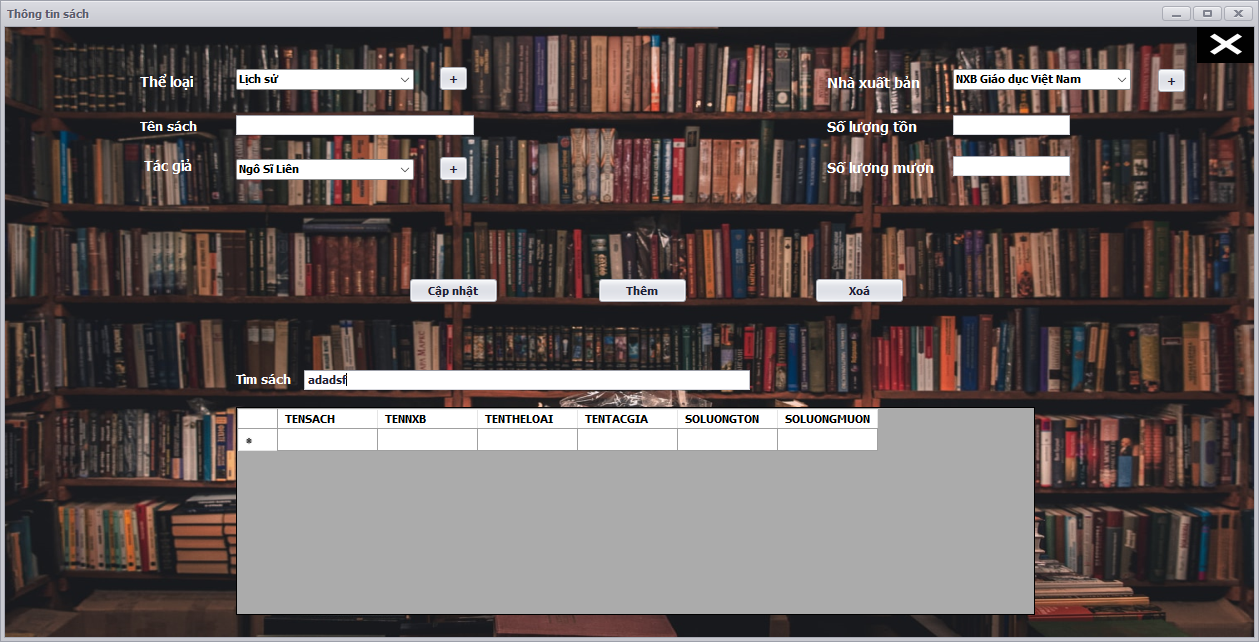 Thông tin sách
Thể loại Lịch sử + Nhà xuất bản NXB Giáo dục Việt Nam +
Tên sách Số lượng tồn
Tác giả Ngô Sĩ Liên + Số lượng mượn
Cập nhật Thêm Xoá
Tìm sách adadsf
TENSACH TENNXB TENTHELOAI TENTACGIA SOLUONGTON SOLUONGMUON
*